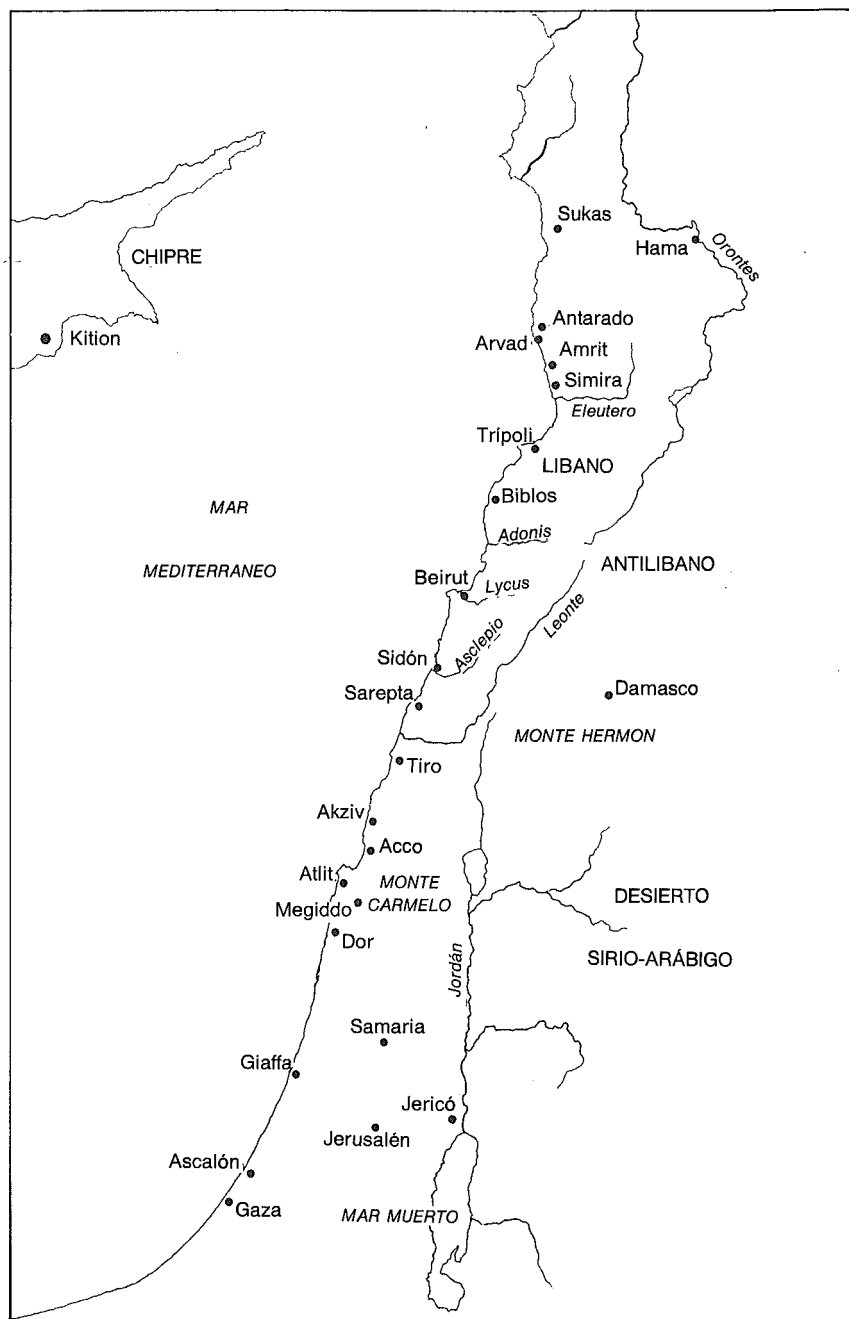 Sukas
Hama
Orontes
CHIPRE
Kition
Antarado
Arvad
Amrit
Simira
Eleutero
Trípoli
LIBANO
MAR
Biblos
Adonis
MEDITERRANEO
ANTILIBANO
Beirut
Lycus
Leonte
Asclepio
Sidón
Damasco
Sarepta
MONTE HERMON
Tiro
Akziv
Acco
Atlit
MONTE
CARMELO
DESIERTO
Megiddo
Dor
SIRIO-ARÁBIGO
Jordán
Samaria
Giaffa
Jericó
Jerusalén
Ascalón
Gaza
MAR MUERTO